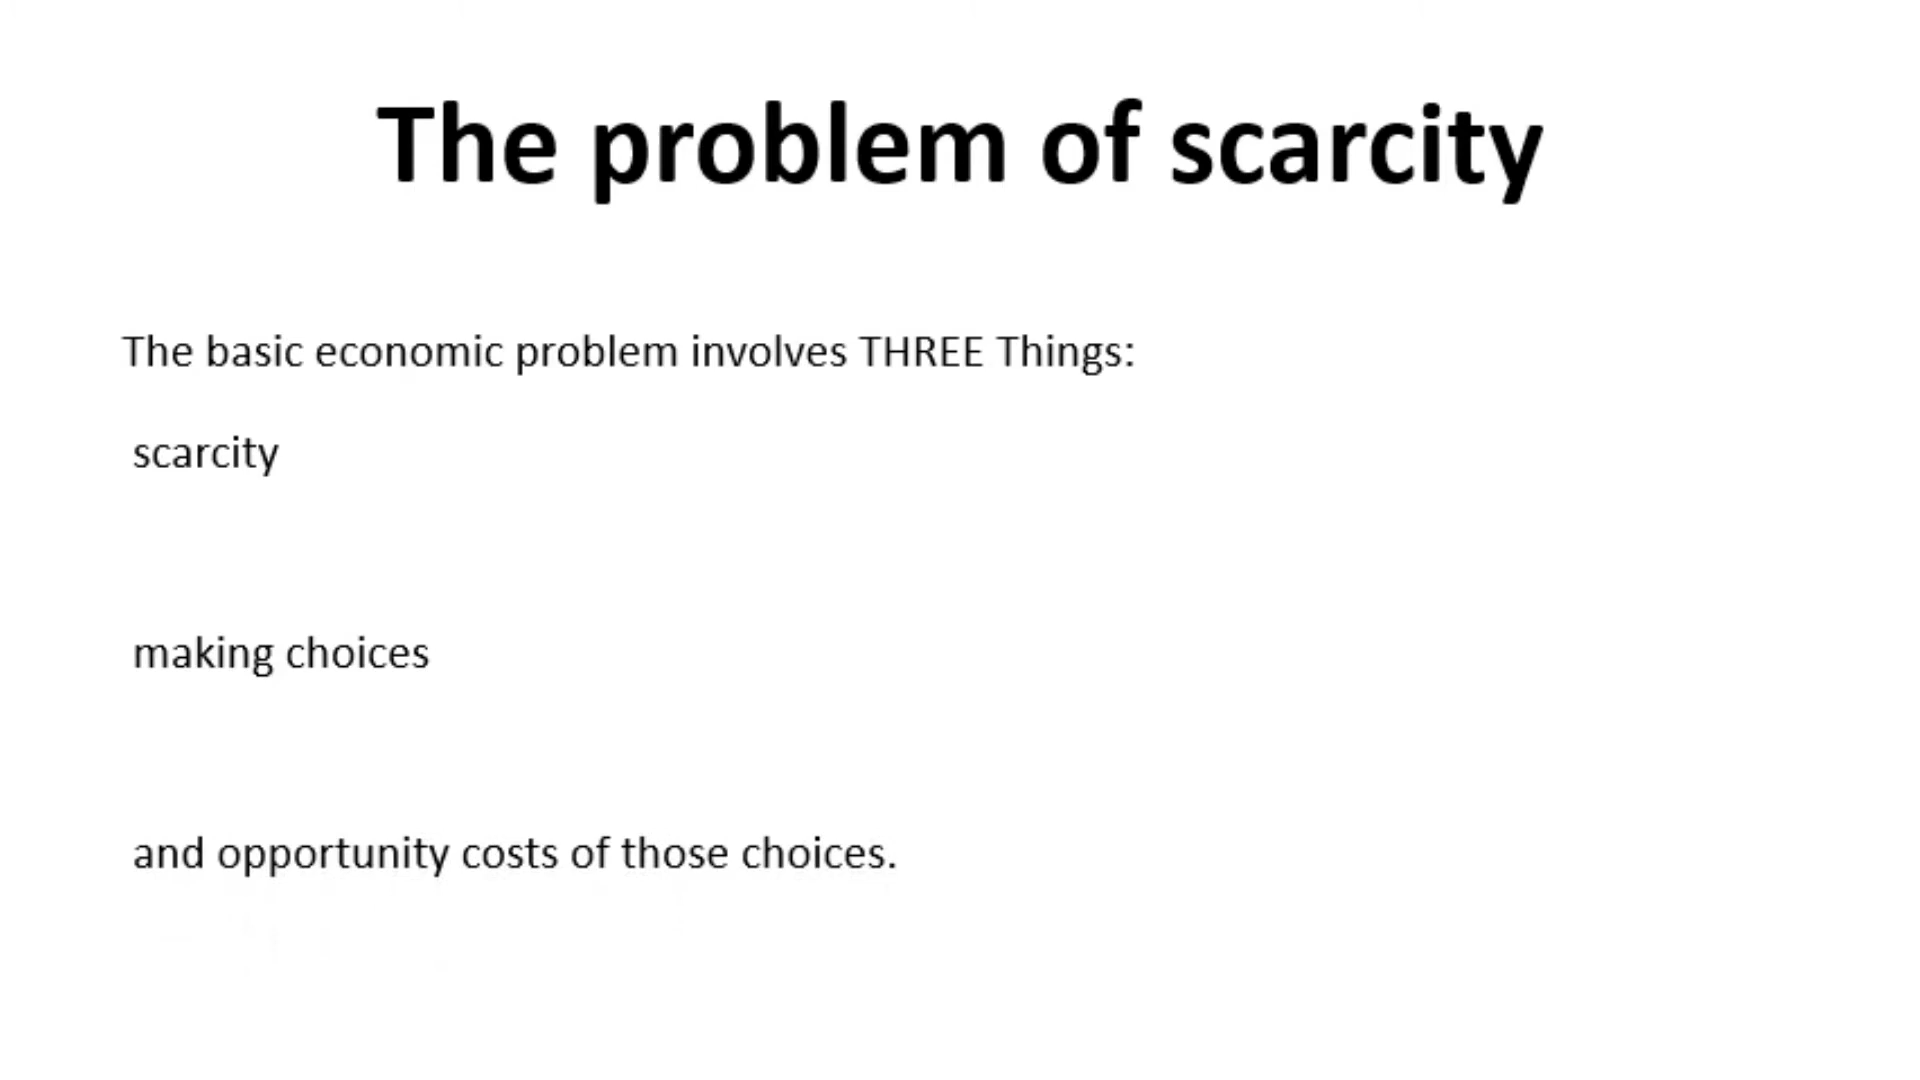 The problem of scarcity
The basic economic problem involves THREE Things:
scarcity
making choices
and opportunity costs of those choices.